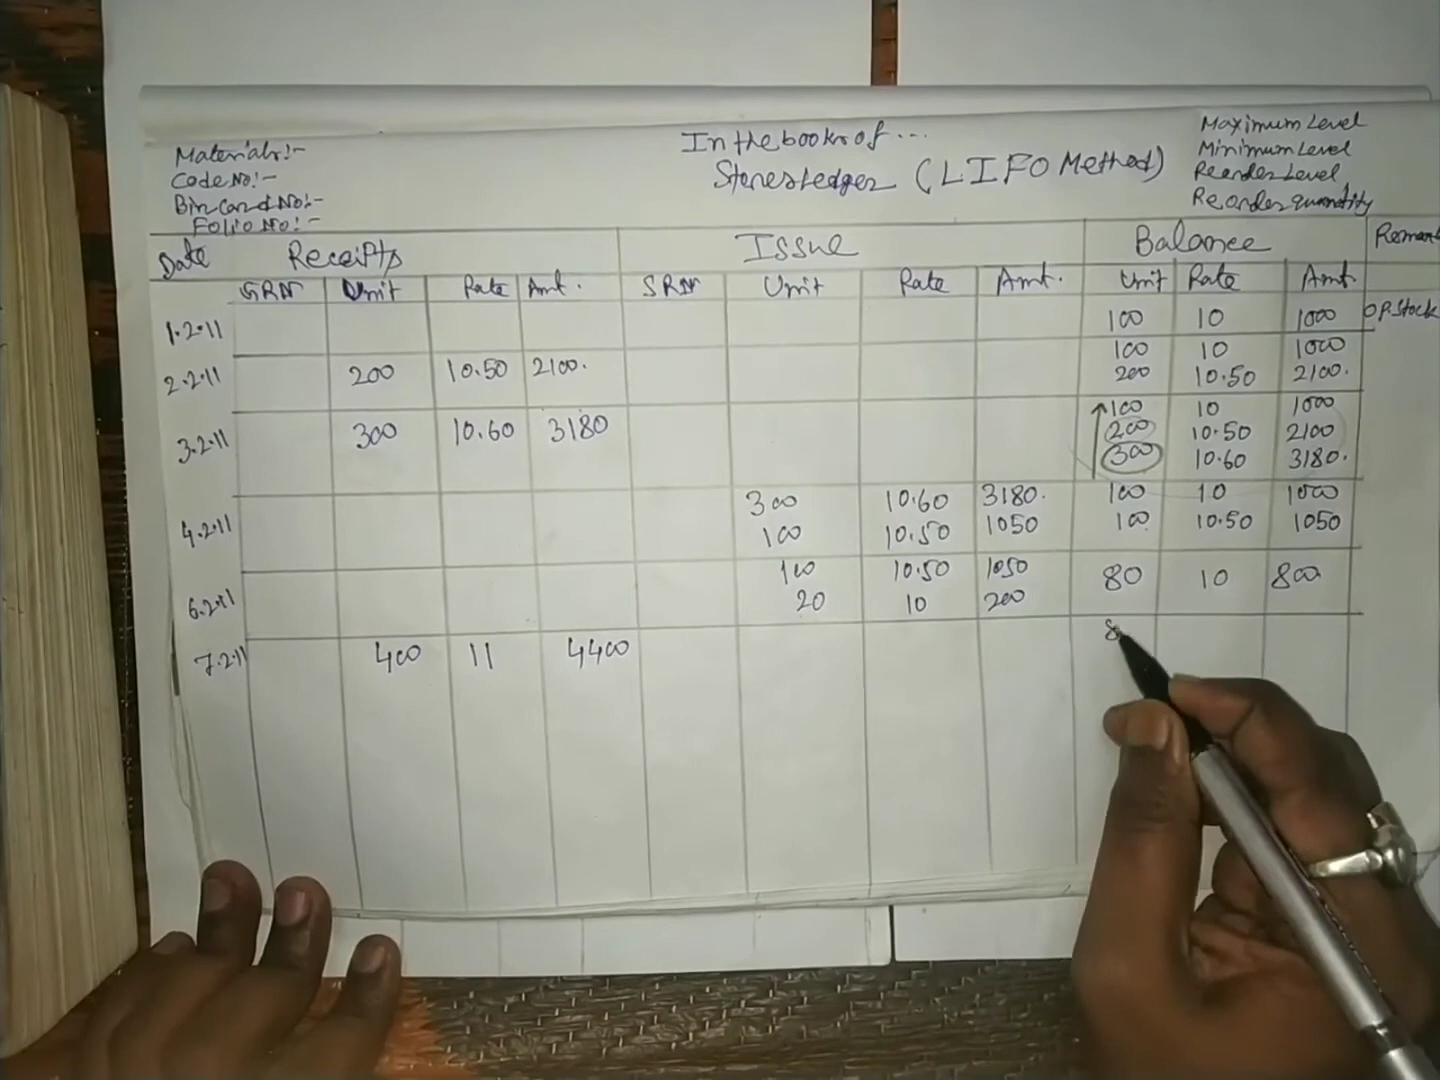 In the books of ...
Stores Ledger (LIFO Method)
Materials:-
Code No:-
Bin Card No:-
Folio No:-
Maximum Level
Minimum Level
Reorder Level
Reorder quantity
Date Receipts Issue Balance Remark
GRN Unit Rate Amt. SRN Unit Rate Amt. Unit Rate Amt.
1.2.11 100 10 1000 OP.Stock
100 10 1000
2.2.11 200 10.50 2100. 200 10.50 2100.
100 10 1000
3.2.11 300 10.60 3180 200 10.50 2100
300 10.60 3180.
300 10.60 3180. 100 10 1000
4.2.11 100 10.50 1050 100 10.50 1050
100 10.50 1050 80 10 800
6.2.11 20 10 200
7.2.11 400 11 4400 8